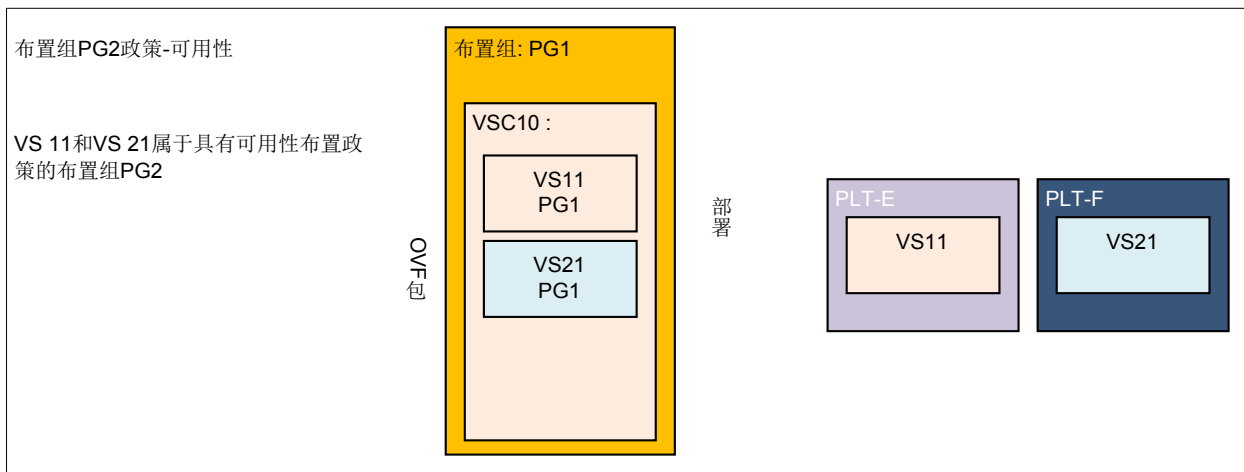 布置组PG2政策-可用性
VS 11和VS 21属于具有可用性布置政
策的布置组PG2
OVF包
布置组: PG1
VSC10 :
VS11
PG1
VS21
PG1
部署
PLT-E
VS11
PLT-F
VS21